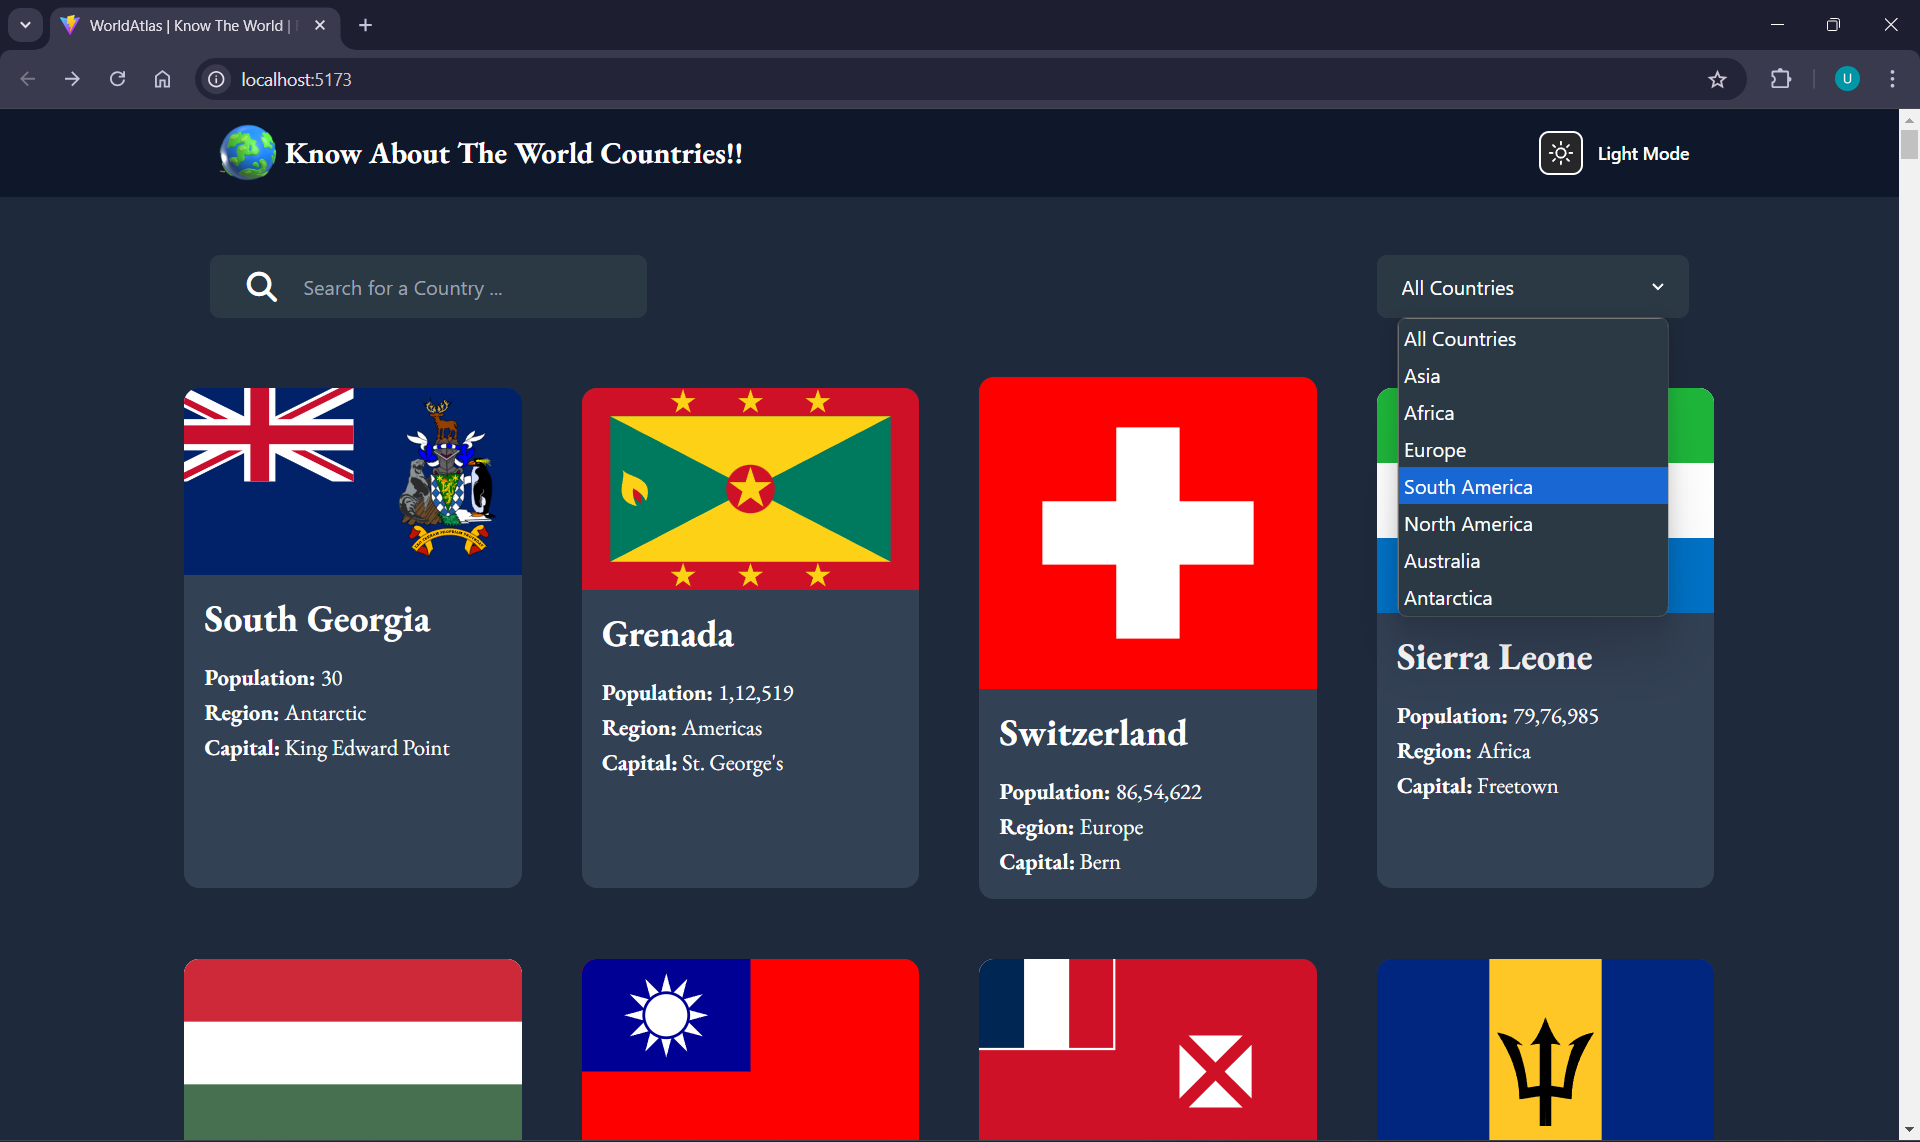 WorldAtlas | Know The World |
localhost:5173
U
Know About The World Countries!!
Light Mode
Search for a Country ...
All Countries
All Countries
Asia
Africa
Europe
South America
North America
Australia
Antarctica
South Georgia
Population: 30
Region: Antarctic
Capital: King Edward Point
Grenada
Population: 1,12,519
Region: Americas
Capital: St. George's
Switzerland
Population: 86,54,622
Region: Europe
Capital: Bern
Sierra Leone
Population: 79,76,985
Region: Africa
Capital: Freetown